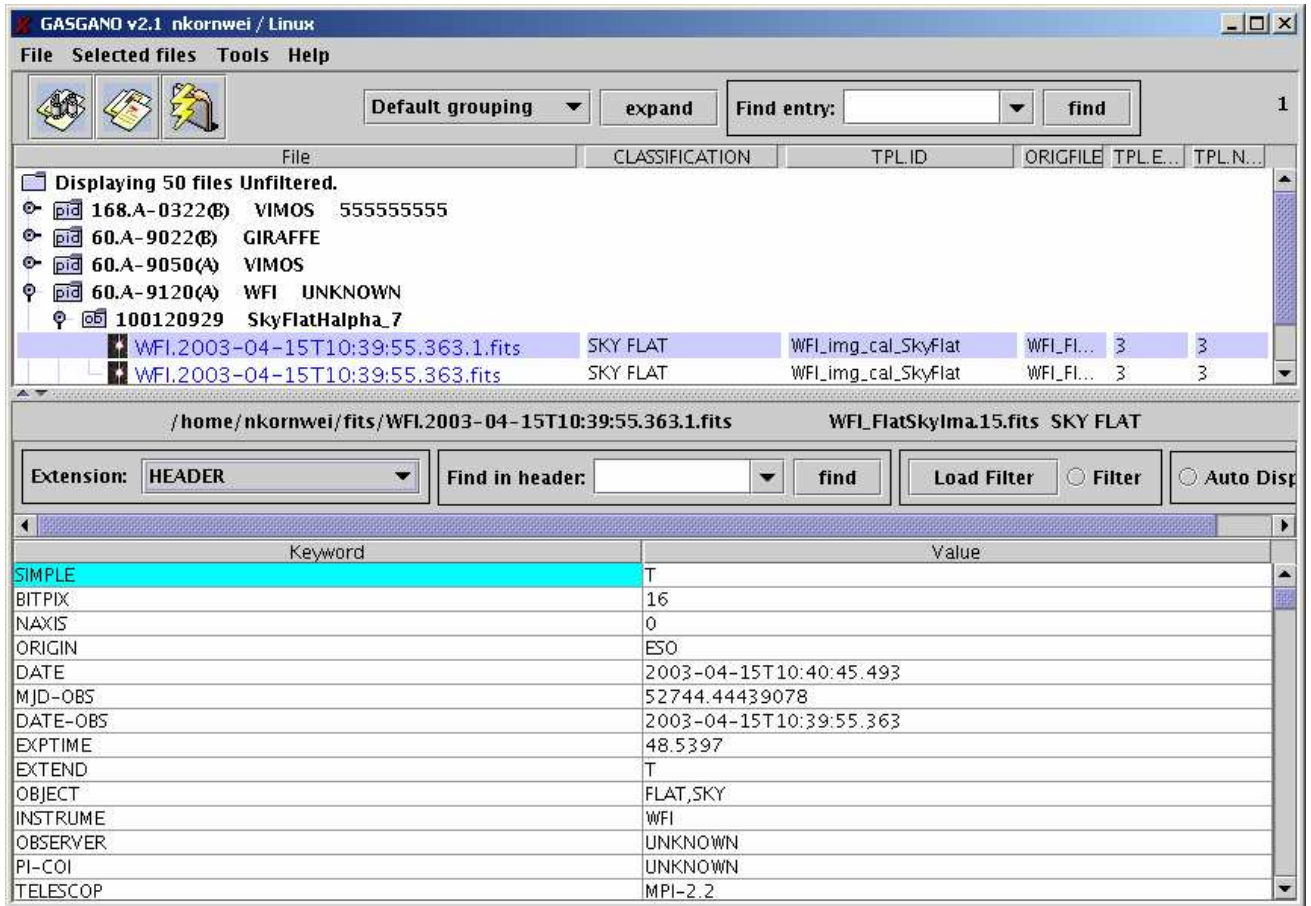 GASGANO v2.1 nkornwei / Linux
File Selected files Tools Help
Default grouping expand Find entry: find 1
File CLASSIFICATION TPL.ID ORIGFILE TPL.E... TPL.N...
Displaying 50 files Unfiltered.
pid 168.A-0322(B) VIMOS 555555555
pid 60.A-9022(B) GIRAFFE
pid 60.A-9050(A) VIMOS
pid 60.A-9120(A) WFI UNKNOWN
ob 100120929 SkyFlatHalpha_7
WFI.2003-04-15T10:39:55.363.1.fits SKY FLAT WFI_img_cal_SkyFlat WFI_FI... 3 3
WFI.2003-04-15T10:39:55.363.fits SKY FLAT WFI_img_cal_SkyFlat WFI_FI... 3 3
/home/nkornwei/fits/WFI.2003-04-15T10:39:55.363.1.fits WFI_FlatSkyIma.15.fits SKY FLAT
Extension: HEADER Find in header: find Load Filter Filter Auto Disp
Keyword Value
SIMPLE T
BITPIX 16
NAXIS 0
ORIGIN ESO
DATE 2003-04-15T10:40:45.493
MJD-OBS 52744.44439078
DATE-OBS 2003-04-15T10:39:55.363
EXPTIME 48.5397
EXTEND T
OBJECT FLAT,SKY
INSTRUME WFI
OBSERVER UNKNOWN
PI-COI UNKNOWN
TELESCOP MPI-2.2